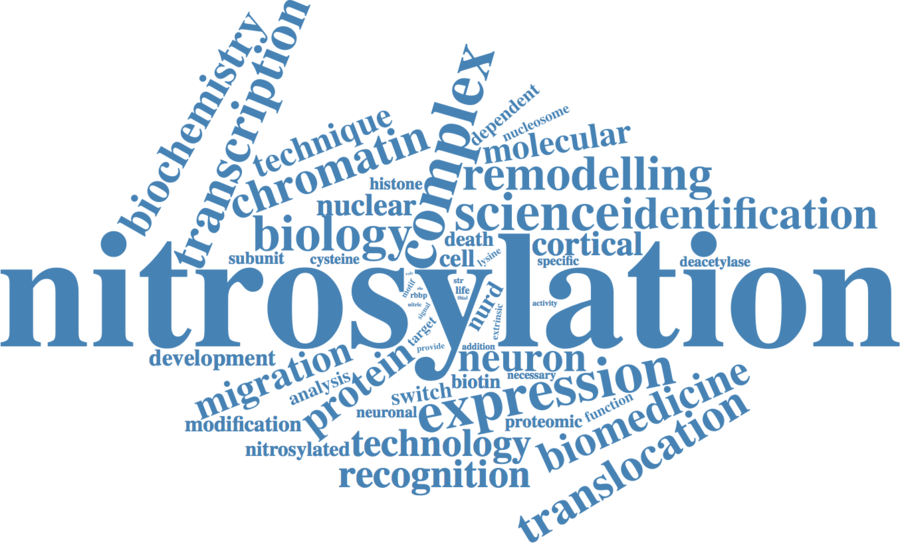 biochemistry
transcription
complex
dependent
nucleosome
technique
molecular
chromatin
remodelling
histone
nuclear
science
identification
biology
death
cortical
subunit
cysteine
cell
lysine
specific
deacetylase
nitrosylation
motif
str
rbbp
life
nitric
signal
nurd
activity
extrinsic
target
provide
addition
development
neuron
migration
analysis
protein
biotin
necessary
expression
switch
biomedicine
modification
neuronal
proteomic
function
nitrosylated
technology
translocation
recognition